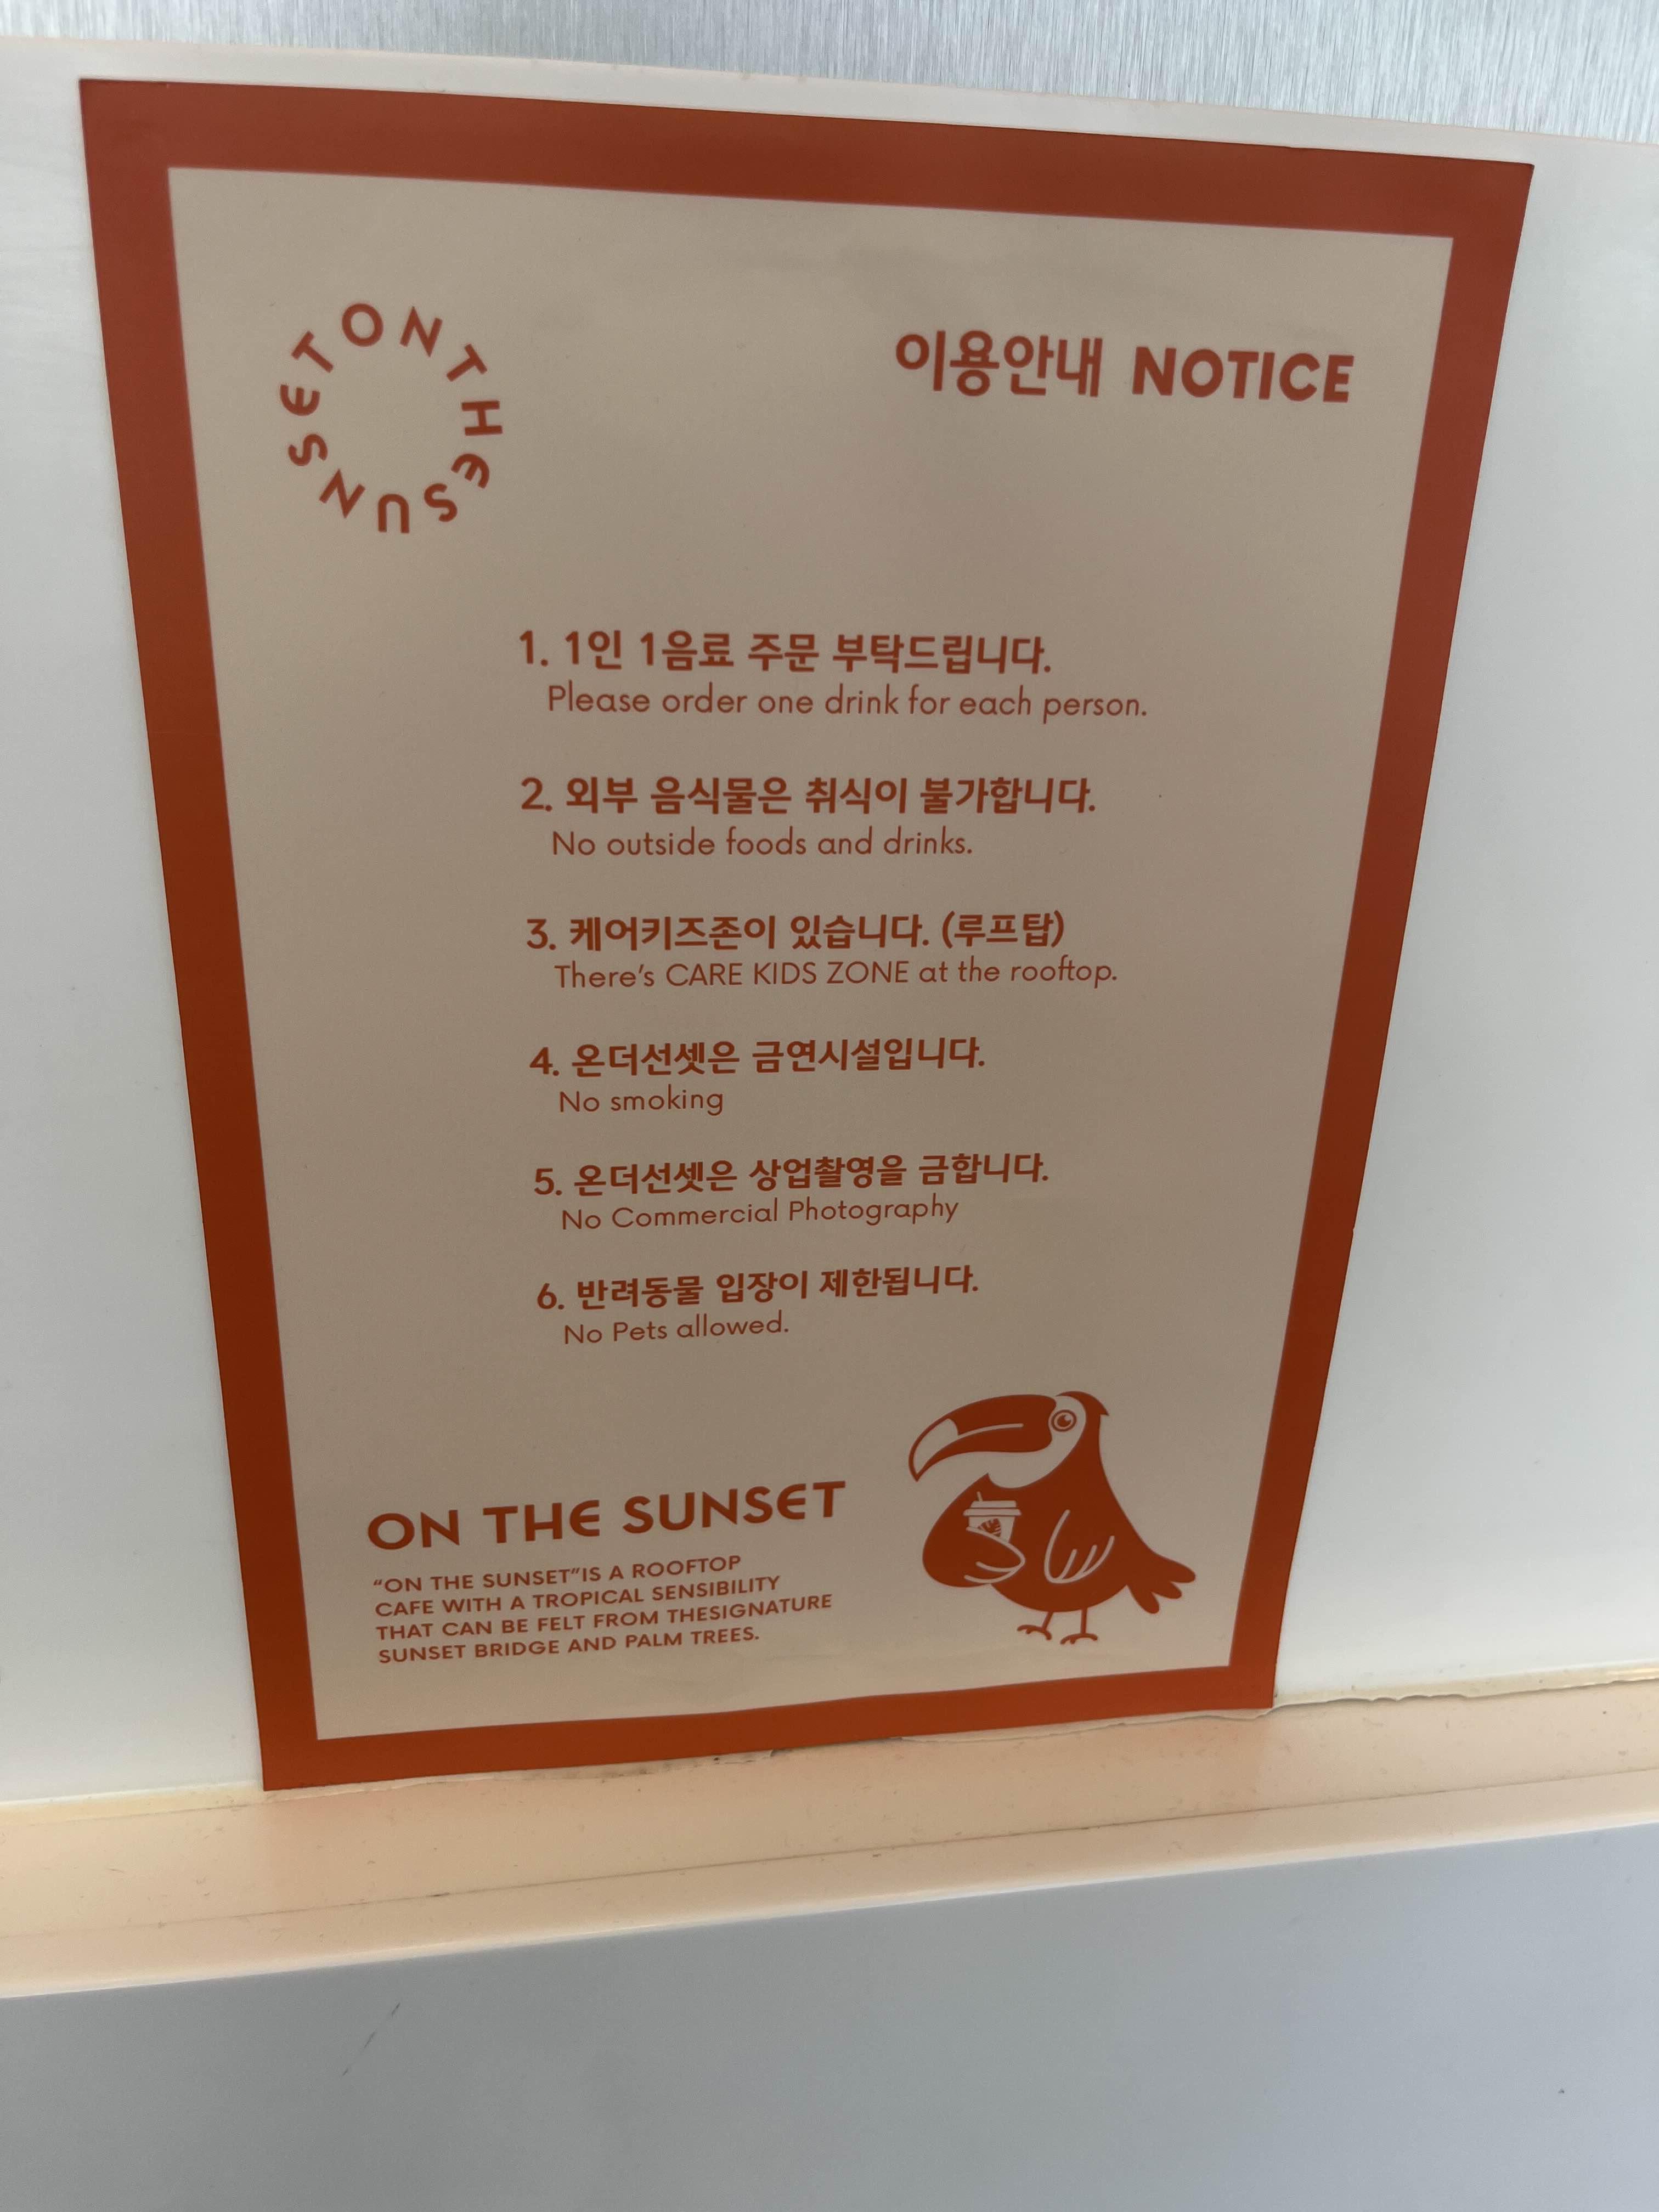 ON THE SUNSET
이용안내 NOTICE
1. 1인 1음료 주문 부탁드립니다.
Please order one drink for each person.
2. 외부 음식물은 취식이 불가합니다.
No outside foods and drinks.
3. 케어키즈존이 있습니다. (루프탑)
There's CARE KIDS ZONE at the rooftop.
4. 온더선셋은 금연시설입니다.
No smoking
5. 온더선셋은 상업촬영을 금합니다.
No Commercial Photography
6. 반려동물 입장이 제한됩니다.
No Pets allowed.
ON THE SUNSET
“ON THE SUNSET”IS A ROOFTOP
CAFE WITH A TROPICAL SENSIBILITY
THAT CAN BE FELT FROM THESIGNATURE
SUNSET BRIDGE AND PALM TREES.